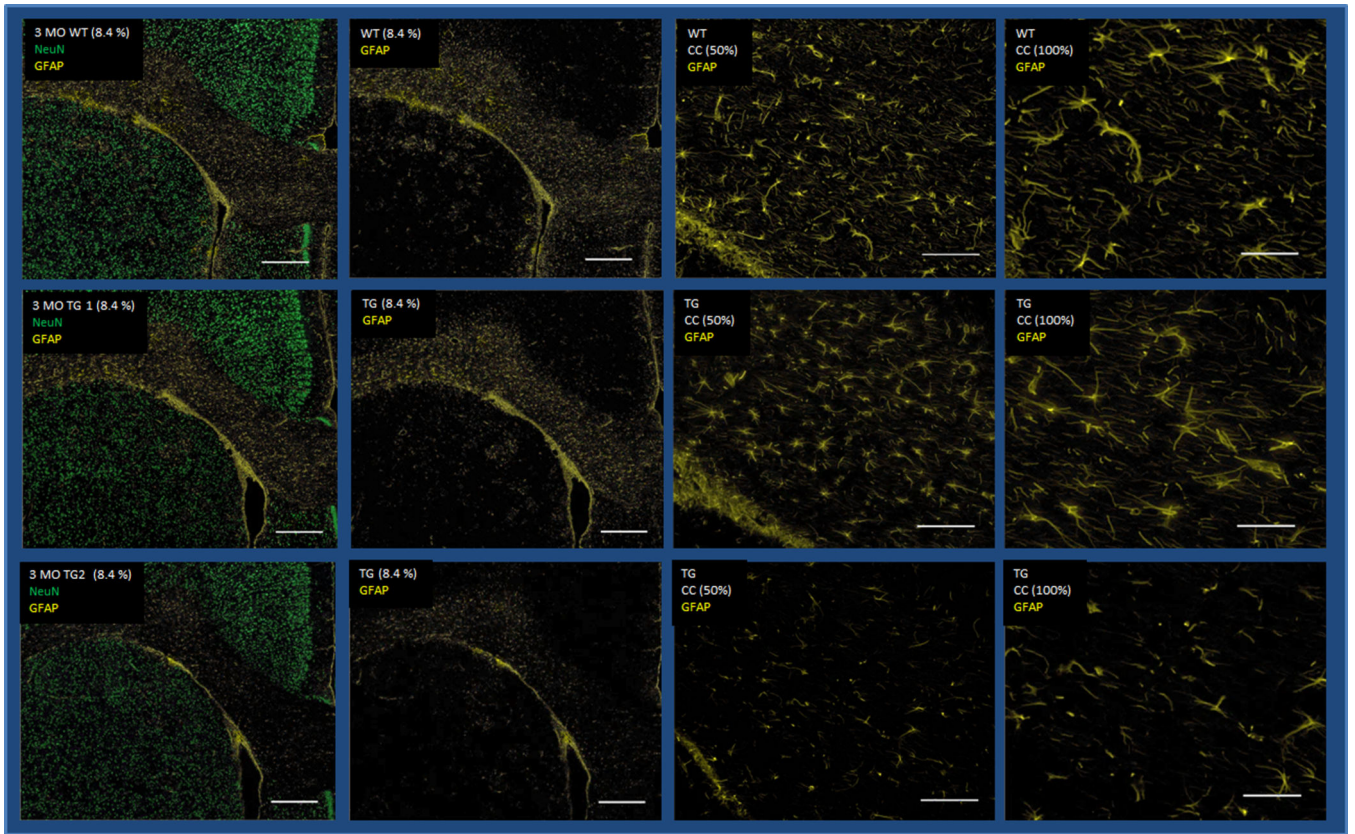 3 MO WT (8.4 %)
NeuN
GFAP
WT (8.4 %)
GFAP
WT
CC (50%)
GFAP
WT
CC (100%)
GFAP
3 MO TG 1 (8.4 %)
NeuN
GFAP
TG (8.4 %)
GFAP
TG
CC (50%)
GFAP
TG
CC (100%)
GFAP
3 MO TG2 (8.4 %)
NeuN
GFAP
TG (8.4 %)
GFAP
TG
CC (50%)
GFAP
TG
CC (100%)
GFAP